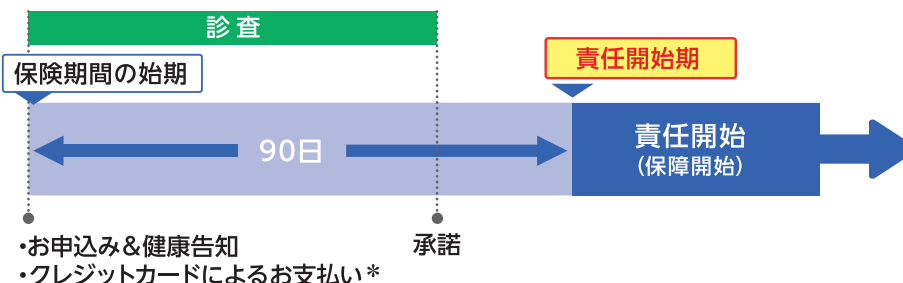 診査
保険期間の始期
責任開始期
90日
責任開始
(保障開始)
・お申込み＆健康告知
・クレジットカードによるお支払い＊
承諾